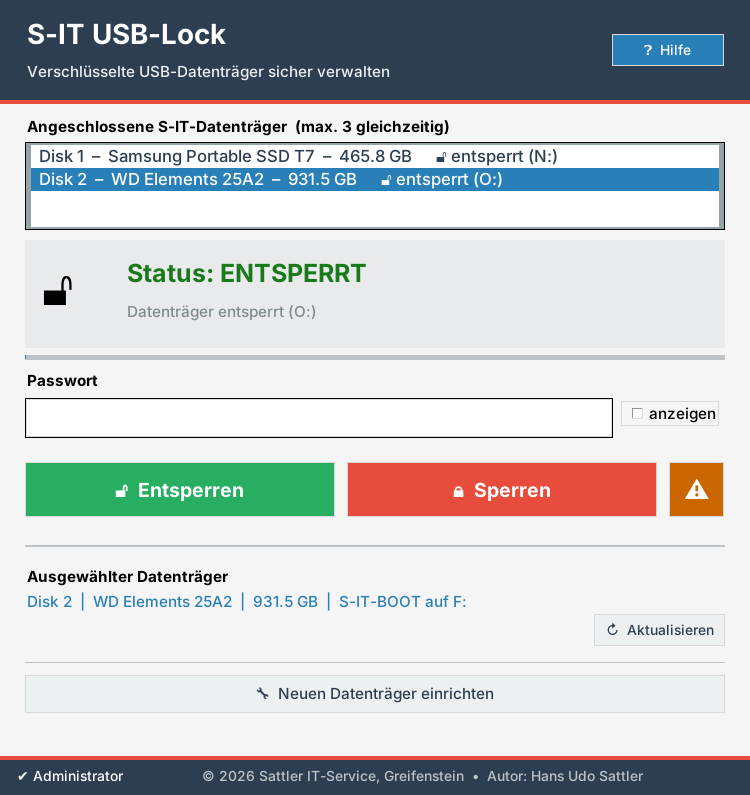 S-IT USB-Lock
Verschlüsselte USB-Datenträger sicher verwalten
? Hilfe
Angeschlossene S-IT-Datenträger (max. 3 gleichzeitig)
Disk 1 – Samsung Portable SSD T7 – 465.8 GB 🔓 entsperrt (N:)
Disk 2 – WD Elements 25A2 – 931.5 GB 🔓 entsperrt (O:)
Status: ENTSPERRT
Datenträger entsperrt (O:)
Passwort
anzeigen
🔓 Entsperren
🔒 Sperren
⚠
Ausgewählter Datenträger
Disk 2 | WD Elements 25A2 | 931.5 GB | S-IT-BOOT auf F:
↻ Aktualisieren
🔧 Neuen Datenträger einrichten
✔ Administrator
© 2026 Sattler IT-Service, Greifenstein • Autor: Hans Udo Sattler